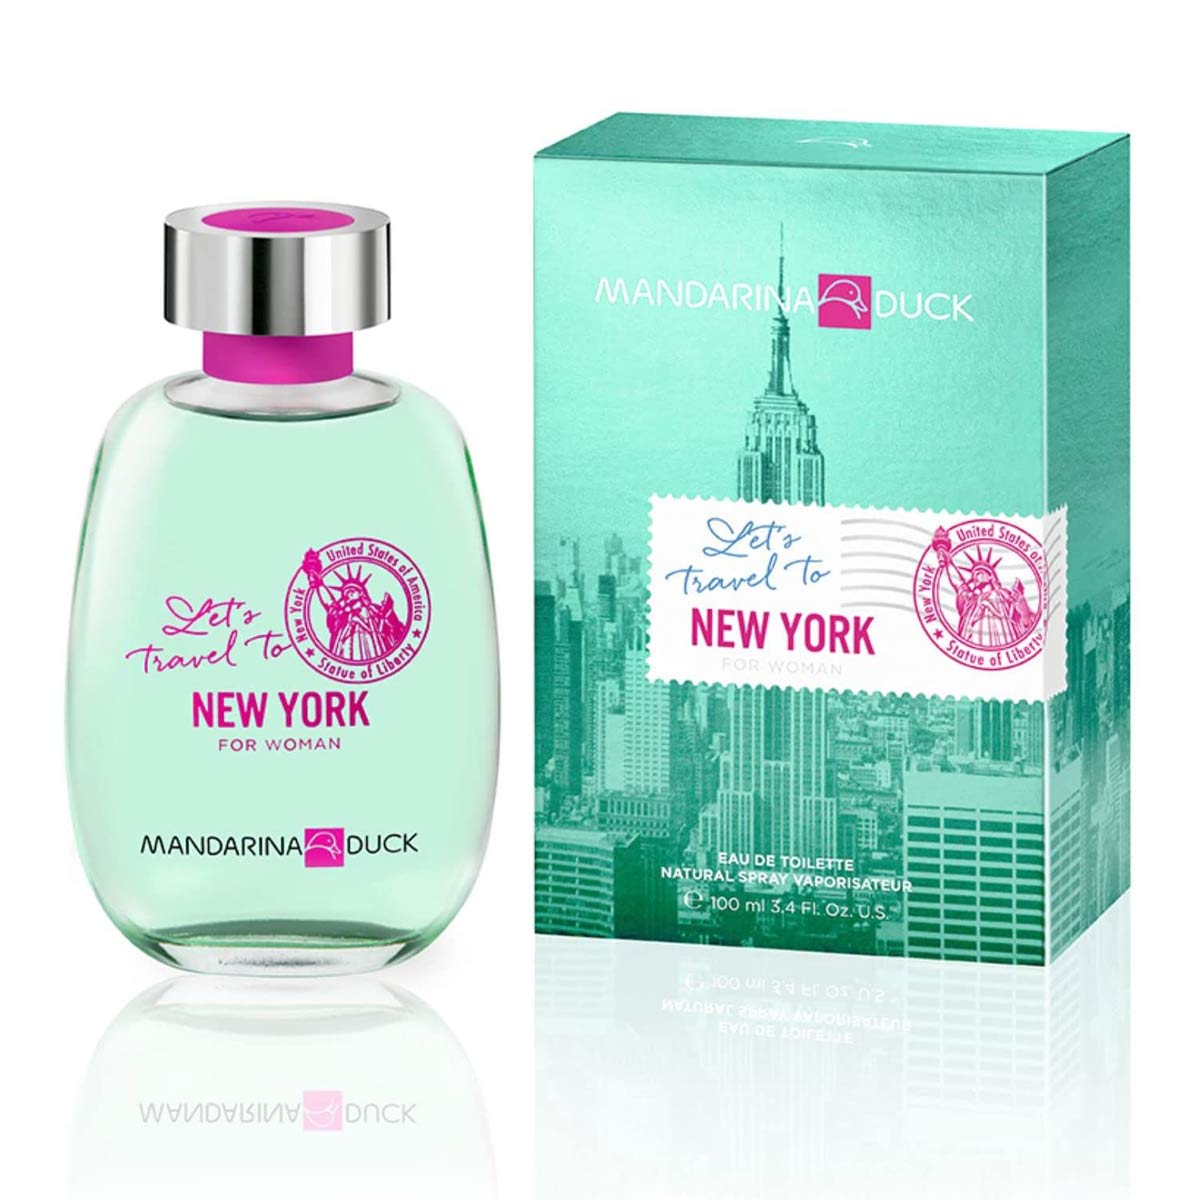 Let's
travel to
NEW YORK
FOR WOMAN
United States of America
New York
Statue of Liberty
MANDARINA DUCK
MANDARINA DUCK
Let's
travel to
NEW YORK
FOR WOMAN
United States of
New York
Statue of Liberty
EAU DE TOILETTE
NATURAL SPRAY VAPORISATEUR
℮ 100 ml 3.4 Fl. Oz. U.S.